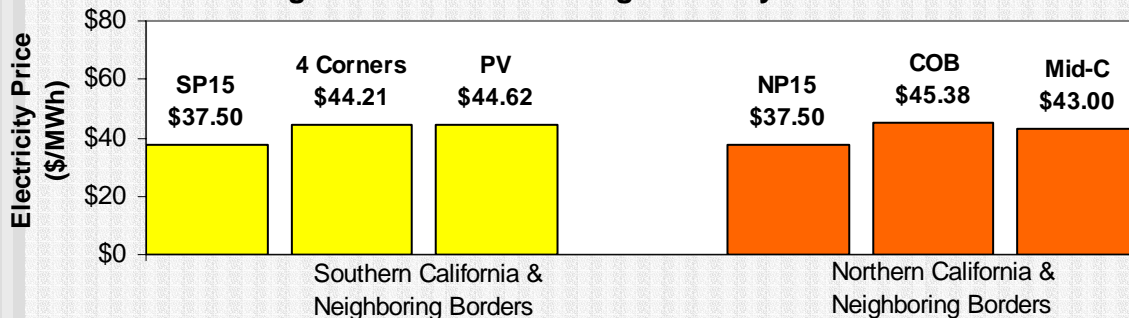 $80
$60
$40
$20
$0
Electricity Price
($/MWh)
SP15
$37.50
4 Corners
$44.21
PV
$44.62
NP15
$37.50
COB
$45.38
Mid-C
$43.00
Southern California &
Neighboring Borders
Northern California &
Neighboring Borders